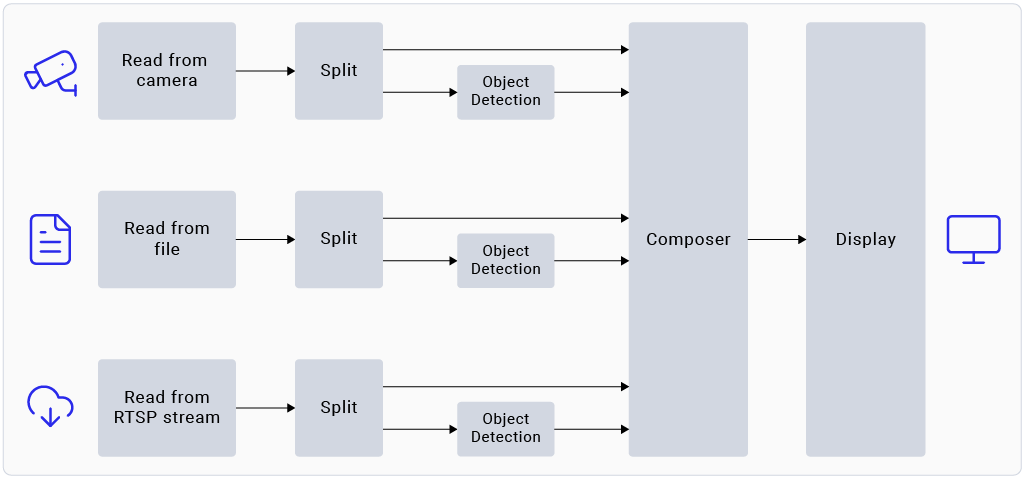 Read from
camera
Split
Object
Detection
Read from
file
Split
Object
Detection
Composer
Display
Read from
RTSP stream
Split
Object
Detection